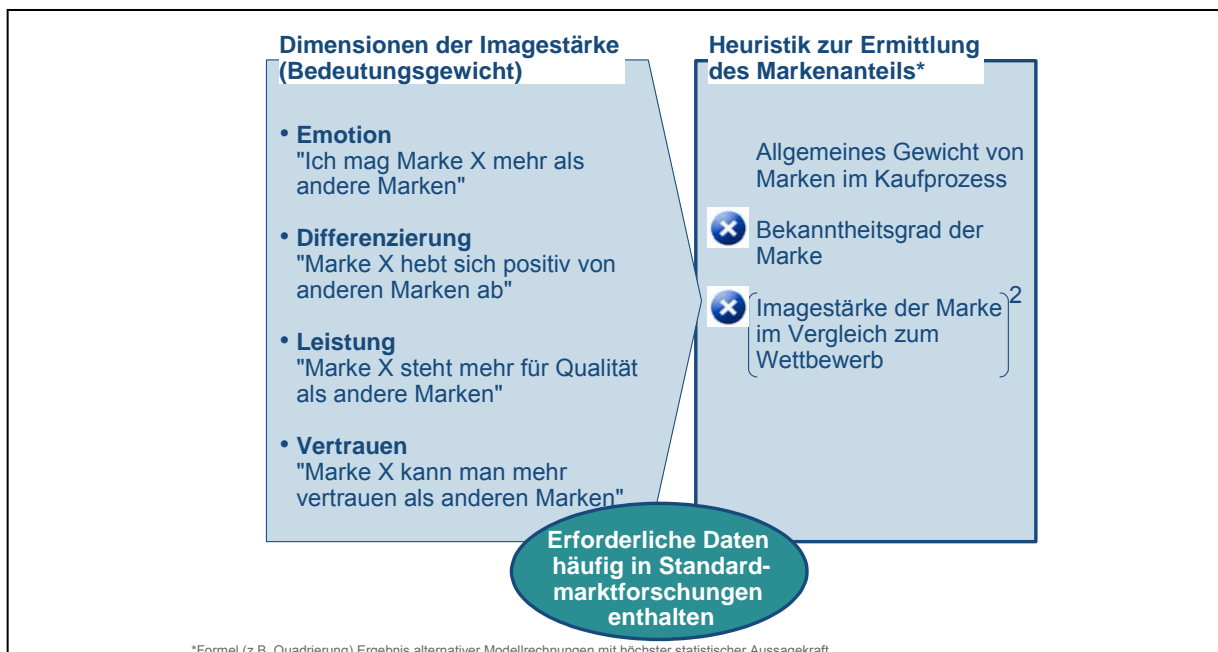 Dimensionen der Imagestärke
(Bedeutungsgewicht)
• Emotion
"Ich mag Marke X mehr als
andere Marken"
• Differenzierung
"Marke X hebt sich positiv von
anderen Marken ab"
• Leistung
"Marke X steht mehr für Qualität
als andere Marken"
• Vertrauen
"Marke X kann man mehr
vertrauen als anderen Marken"
Heuristik zur Ermittlung
des Markenanteils*
Allgemeines Gewicht von
Marken im Kaufprozess
Bekanntheitsgrad der
Marke
Imagestärke der Marke 2
im Vergleich zum
Wettbewerb
Erforderliche Daten
häufig in Standard-
marktforschungen
enthalten
*Formel (z.B. Quadrierung) Ergebnis alternativer Modellrechnungen mit höchster statistischer Aussagekraft